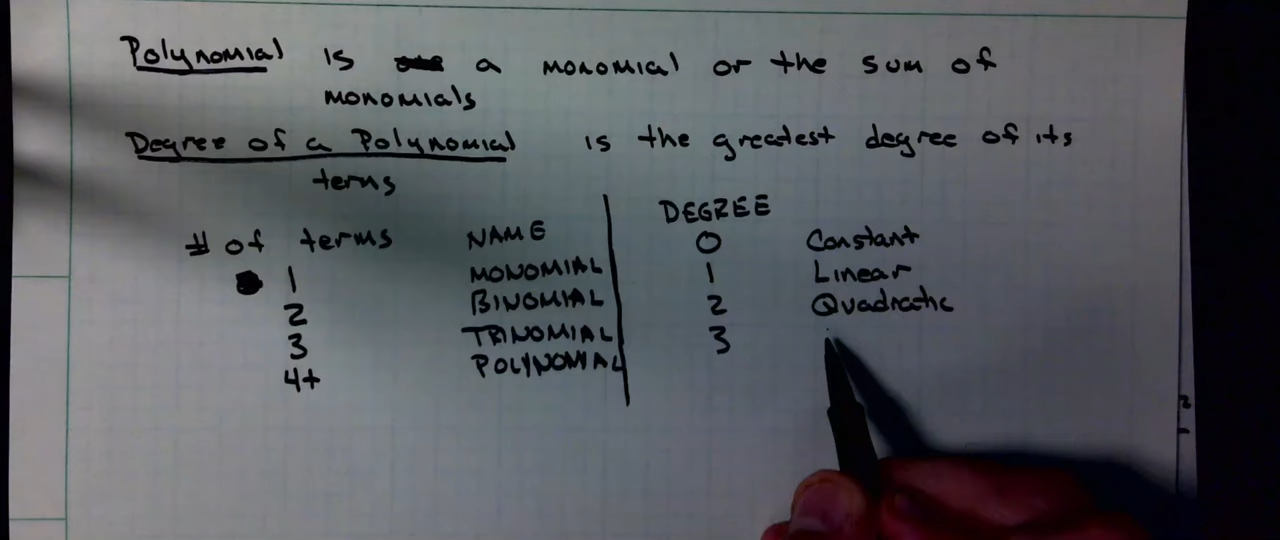 Polynomial is a monomial or the sum of
monomials
Degree of a Polynomial is the greatest degree of its
terms
# of terms NAME DEGREE
1 MONOMIAL 0 Constant
2 BINOMIAL 1 Linear
3 TRINOMIAL 2 Quadratic
4+ POLYNOMIAL 3